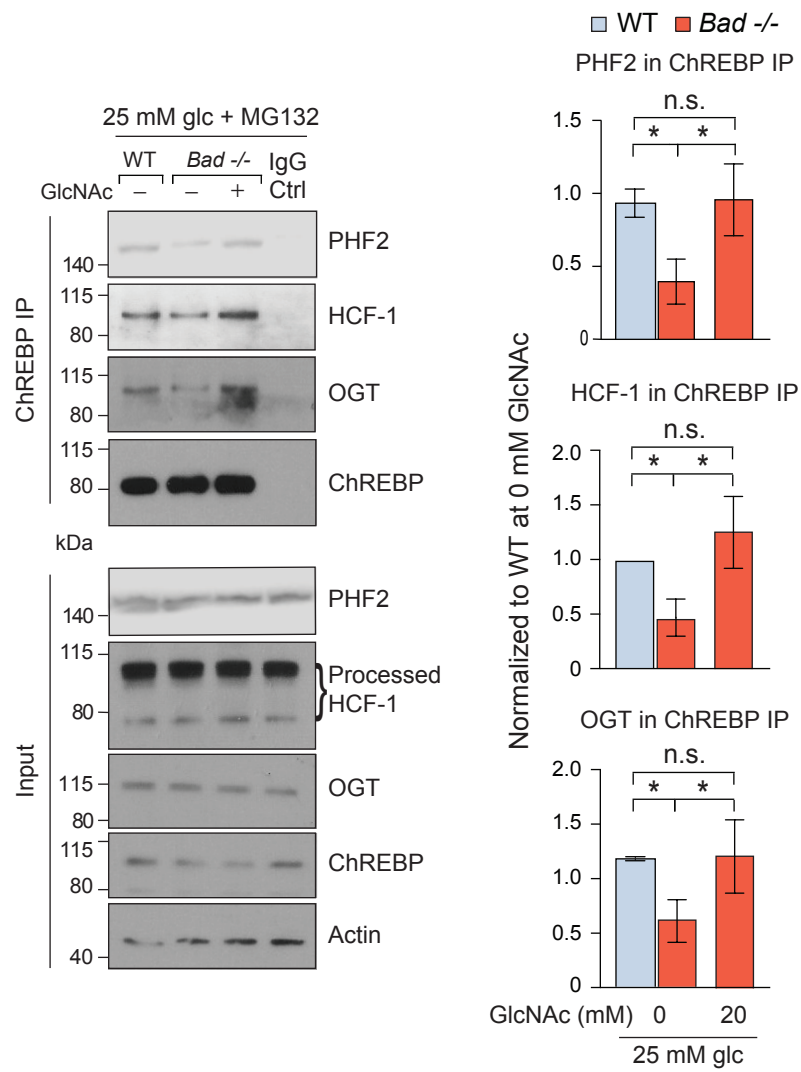 25 mM glc + MG132
WT Bad -/- IgG
GlcNAc – – + Ctrl
ChREBP IP
140 PHF2
115
80 HCF-1
115
80 OGT
115
80 ChREBP
kDa
Input
140 PHF2
115
80 Processed
HCF-1
115
80 OGT
115
80 ChREBP
40 Actin
WT Bad -/-
Normalized to WT at 0 mM GlcNAc
PHF2 in ChREBP IP
n.s.
* *
1.5
1.0
0.5
0
HCF-1 in ChREBP IP
n.s.
* *
2.0
1.5
1.0
0.5
0
OGT in ChREBP IP
n.s.
* *
2.0
1.5
1.0
0.5
0
GlcNAc (mM) 0 20
25 mM glc